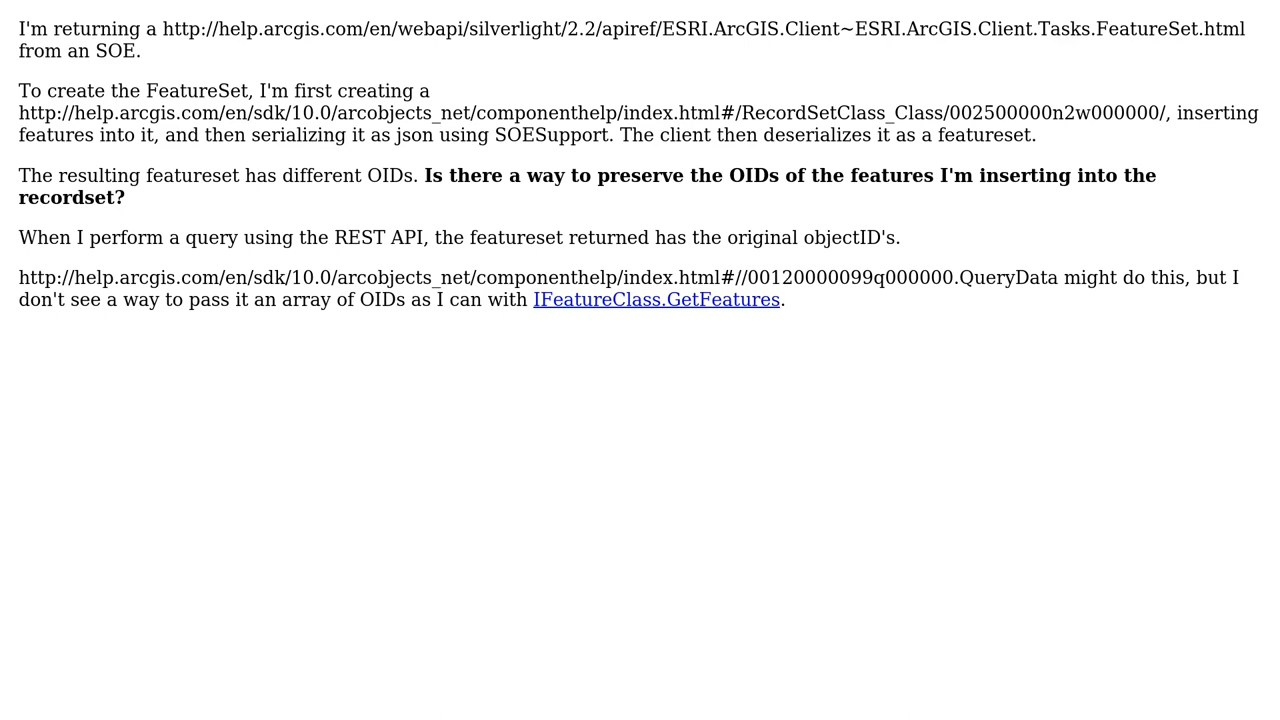 I'm returning a http://help.arcgis.com/en/webapi/silverlight/2.2/apiref/ESRI.ArcGIS.Client~ESRI.ArcGIS.Client.Tasks.FeatureSet.html
from an SOE.
To create the FeatureSet, I'm first creating a
http://help.arcgis.com/en/sdk/10.0/arcobjects_net/componenthelp/index.html#/RecordSetClass_Class/002500000n2w000000/, inserting
features into it, and then serializing it as json using SOESupport. The client then deserializes it as a featureset.
The resulting featureset has different OIDs. Is there a way to preserve the OIDs of the features I'm inserting into the
recordset?
When I perform a query using the REST API, the featureset returned has the original objectID's.
http://help.arcgis.com/en/sdk/10.0/arcobjects_net/componenthelp/index.html#//00120000099q000000.QueryData might do this, but I
don't see a way to pass it an array of OIDs as I can with IFeatureClass.GetFeatures.